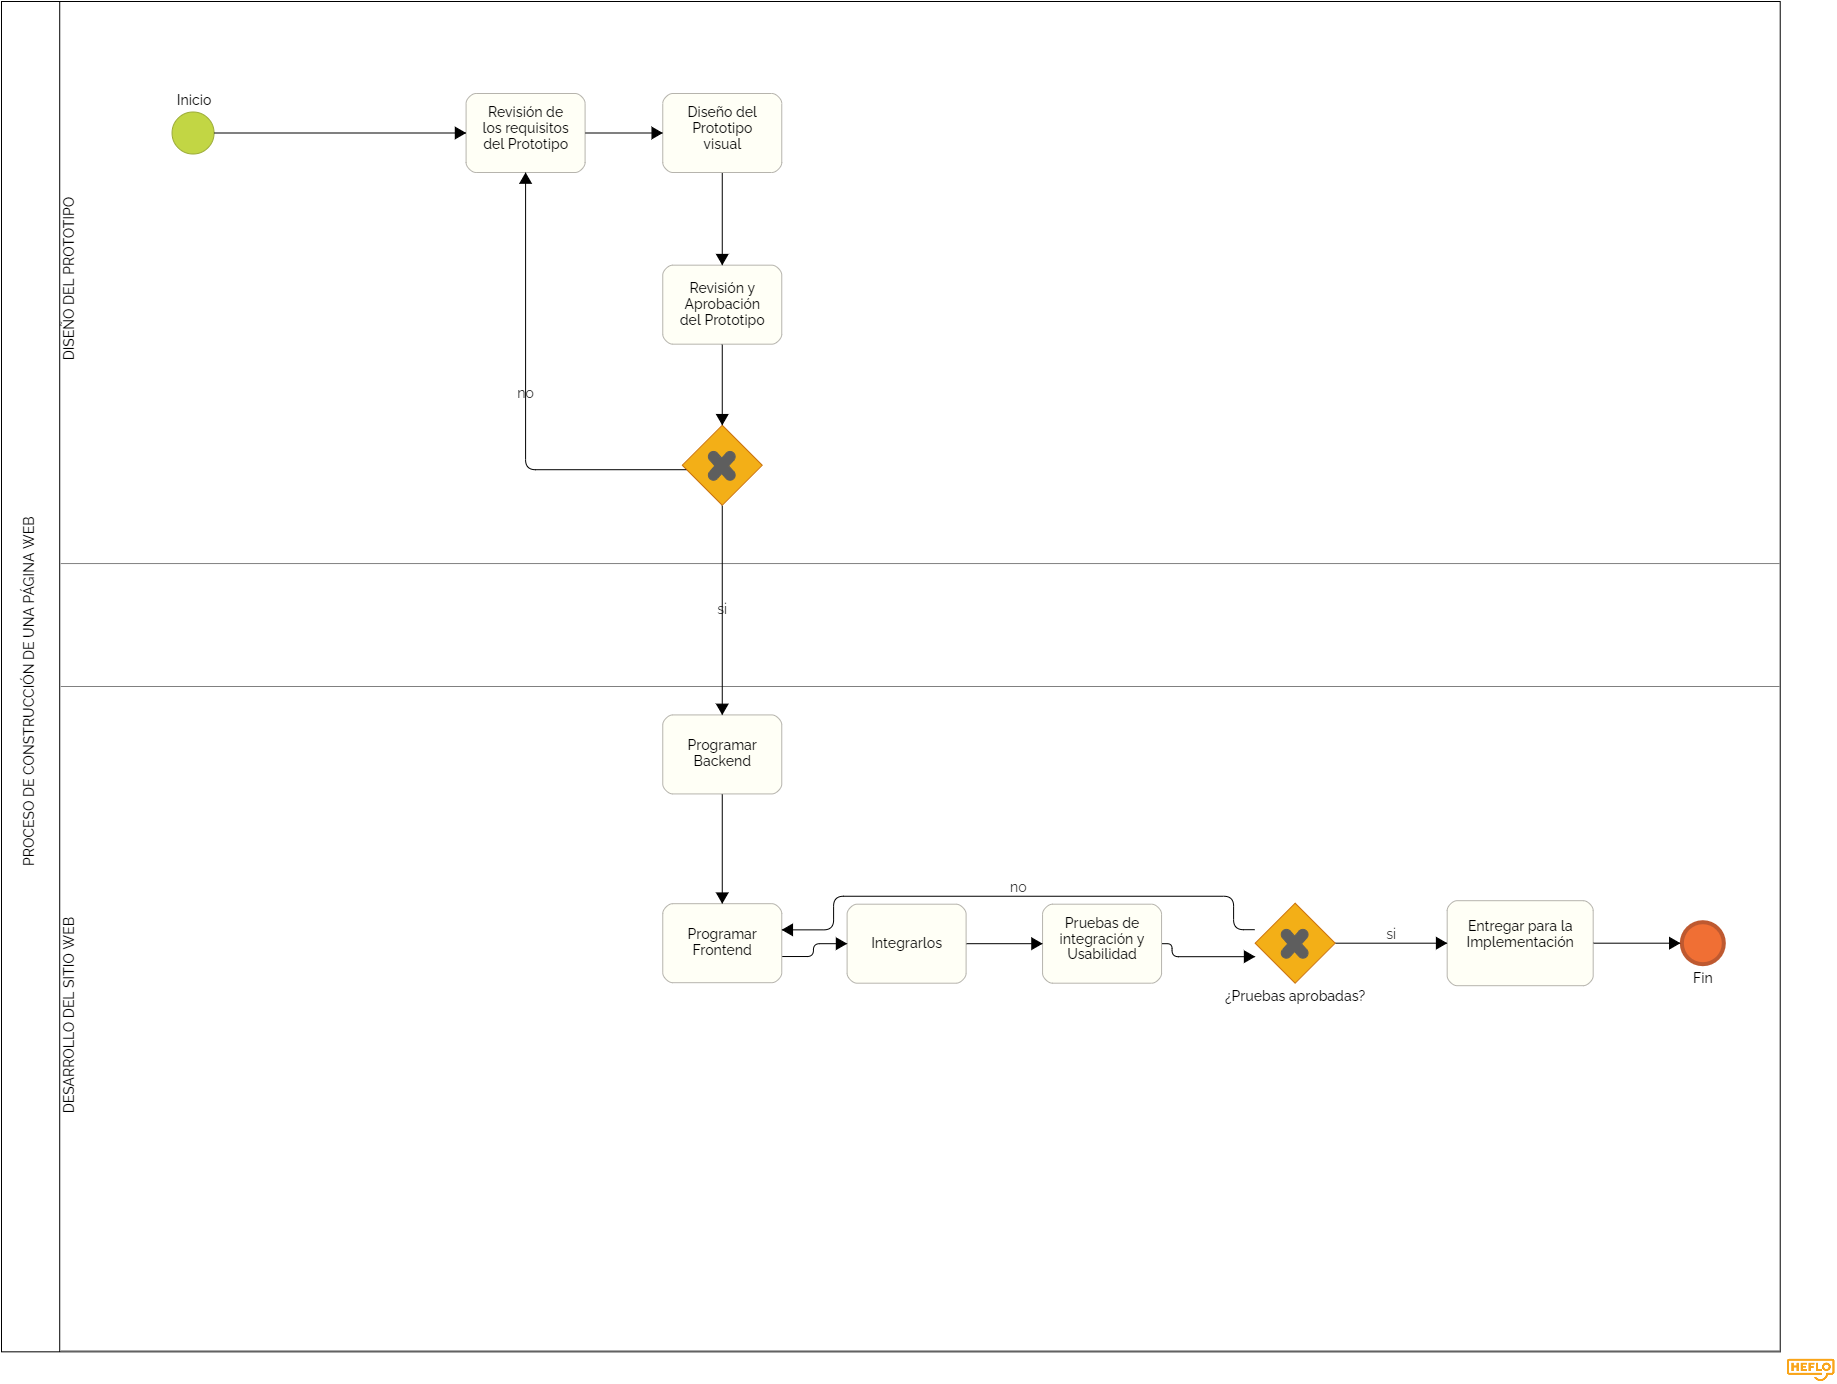 PROCESO DE CONSTRUCCIÓN DE UNA PÁGINA WEB
DISEÑO DEL PROTOTIPO
Inicio
Revisión de
los requisitos
del Prototipo
Diseño del
Prototipo
visual
Revisión y
Aprobación
del Prototipo
no
si
DESARROLLO DEL SITIO WEB
Programar
Backend
Programar
Frontend
no
Integrarlos
Pruebas de
integración y
Usabilidad
¿Pruebas aprobadas?
si
Entregar para la
Implementación
Fin
HEFLO